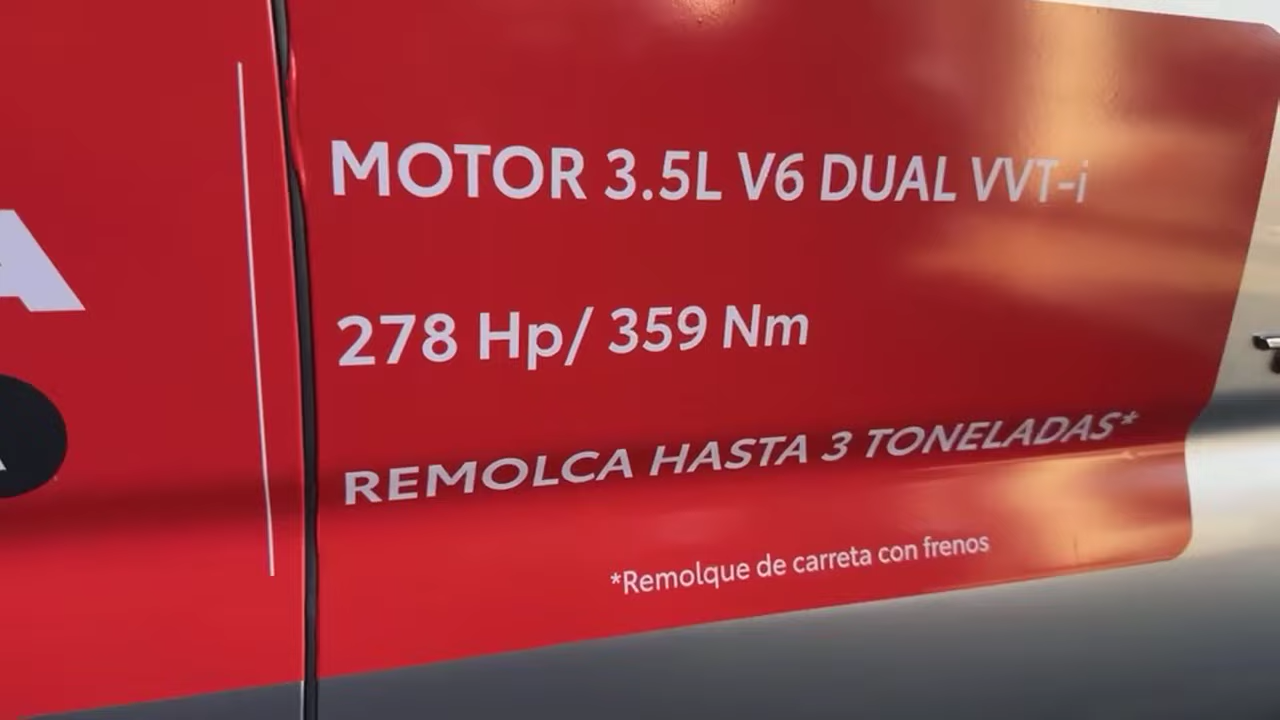 A
MOTOR 3.5L V6 DUAL VVT-i
278 Hp/ 359 Nm
REMOLCA HASTA 3 TONELADAS*
*Remolque de carreta con frenos